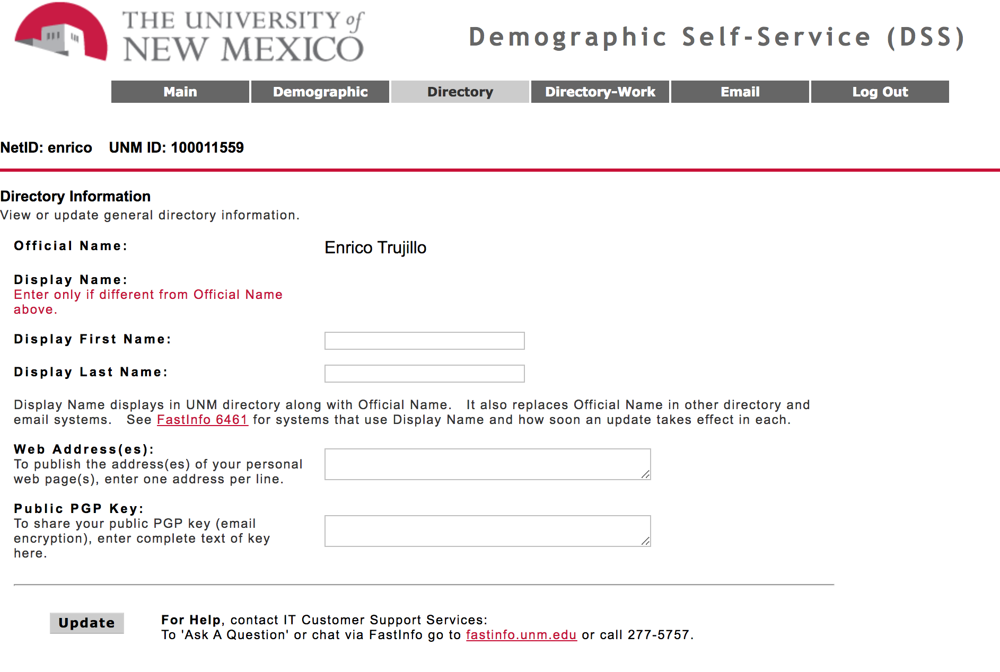 THE UNIVERSITY of
NEW MEXICO
Demographic Self-Service (DSS)
Main Demographic Directory Directory-Work Email Log Out
NetID: enrico UNM ID: 100011559
Directory Information
View or update general directory information.
Official Name: Enrico Trujillo
Display Name:
Enter only if different from Official Name
above.
Display First Name:
Display Last Name:
Display Name displays in UNM directory along with Official Name. It also replaces Official Name in other directory and
email systems. See FastInfo 6461 for systems that use Display Name and how soon an update takes effect in each.
Web Address(es):
To publish the address(es) of your personal
web page(s), enter one address per line.
Public PGP Key:
To share your public PGP key (email
encryption), enter complete text of key
here.
Update
For Help, contact IT Customer Support Services:
To 'Ask A Question' or chat via FastInfo go to fastinfo.unm.edu or call 277-5757.